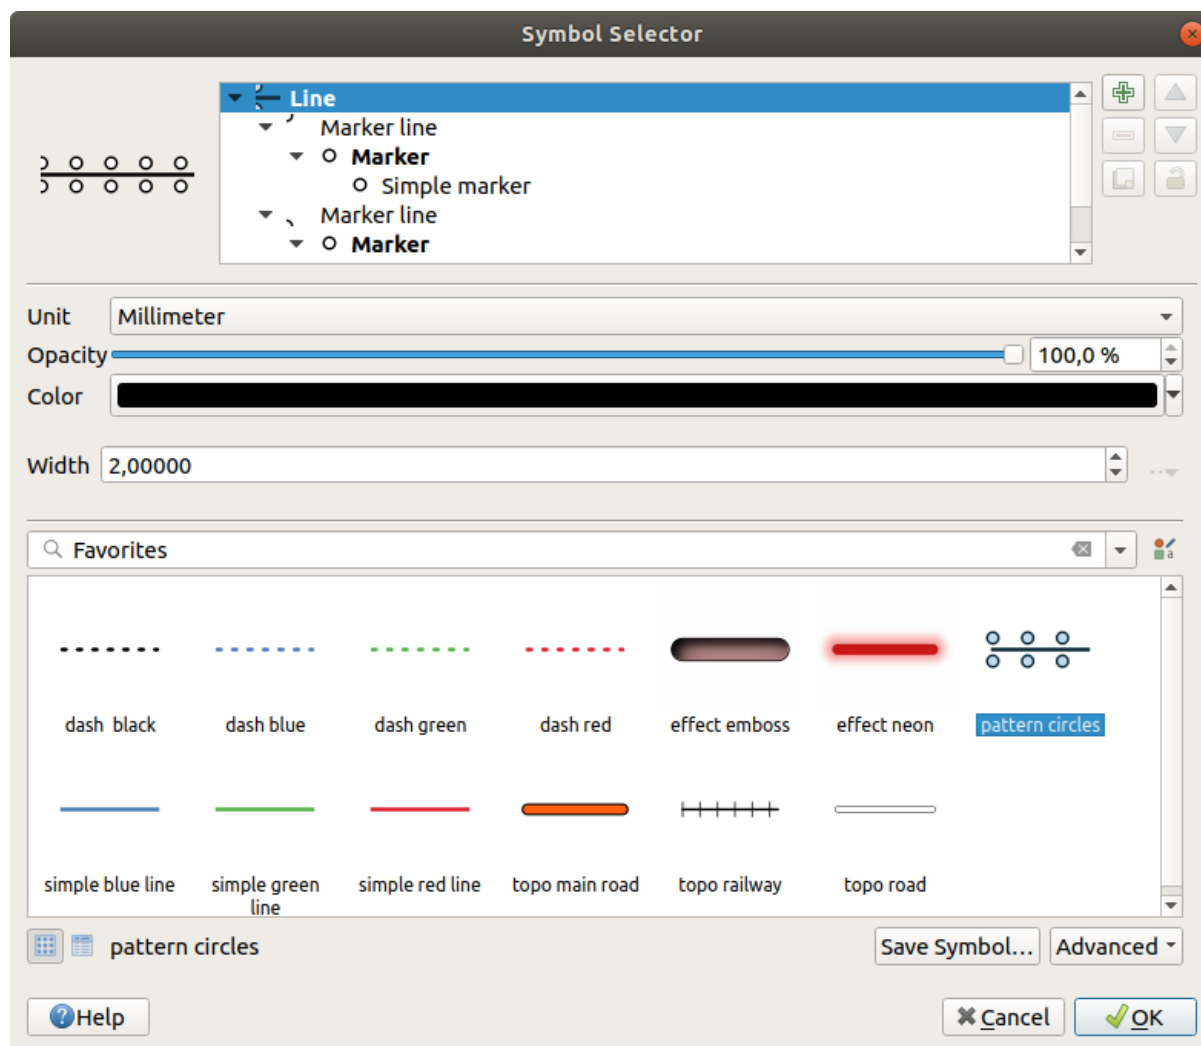 Symbol Selector
Line
Marker line
Marker
Simple marker
Marker line
Marker
Unit Millimeter
Opacity 100,0 %
Color
Width 2,00000
Favorites
a
dash  black dash blue dash green dash red effect emboss effect neon pattern circles
simple blue line simple green simple red line topo main road topo railway topo road
line
pattern circles Save Symbol... Advanced
?Help Cancel OK